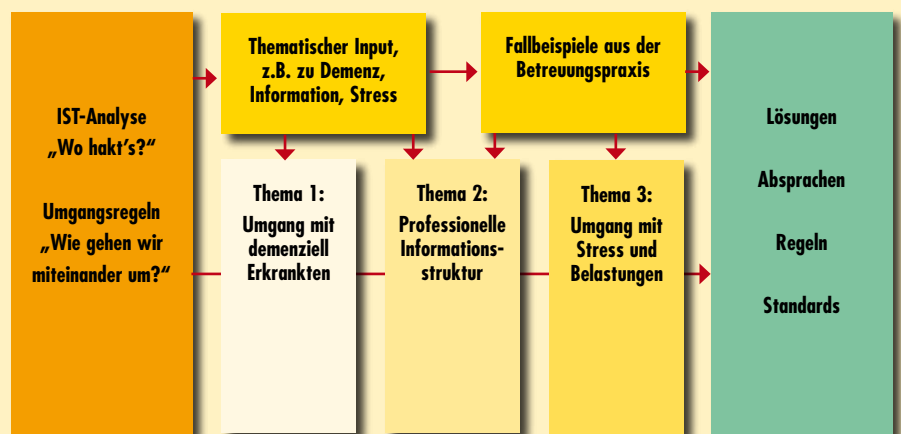 IST-Analyse
„Wo hakt's?“
Umgangsregeln
„Wie gehen wir
miteinander um?“
Thematischer Input,
z.B. zu Demenz,
Information, Stress
Fallbeispiele aus der
Betreuungspraxis
Thema 1:
Umgang mit
demenziell
Erkrankten
Thema 2:
Professionelle
Informations-
struktur
Thema 3:
Umgang mit
Stress und
Belastungen
Lösungen
Absprachen
Regeln
Standards